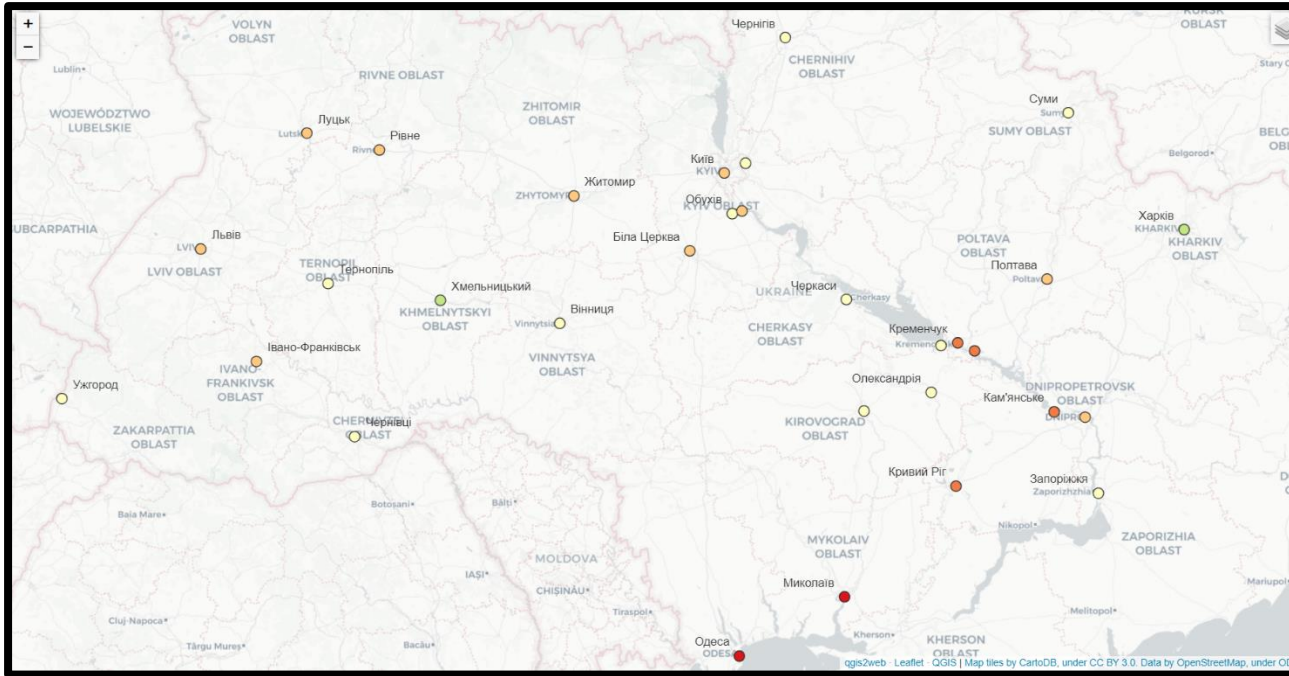 +
−
VOLYN
OBLAST
Чернігів
CHERNIHIV
OBLAST
KURSK
OBLAST
Lublin
RIVNE OBLAST
Stary
WOJEWÓDZTWO
LUBELSKIE
ZHITOMIR
OBLAST
Суми
Sumy
SUMY OBLAST
Луцьк
Lutsk
Рівне
Rivne
Київ
KYIV
Belgorod
Житомир
ZHYTOMYR
Обухів
KYIV OBLAST
Харків
KHARKIV
KHARKIV
OBLAST
SUBCARPATHIA
Львів
LVIV
LVIV OBLAST
Біла Церква
POLTAVA
OBLAST
Полтава
Poltava
TERNOPIL
OBLAST
Тернопіль
Хмельницький
KHMELNYTSKYI
OBLAST
UKRAINE
Черкаси
Cherkasy
Вінниця
Vinnytsia
CHERKASY
OBLAST
Кременчук
Kremenchuk
VINNYTSYA
OBLAST
Івано-Франківськ
IVANO-
FRANKIVSK
OBLAST
Ужгород
Олександрія
DNIPROPETROVSK
OBLAST
Кам'янське
DNIPRO
ZAKARPATTIA
OBLAST
CHERNIVTSI
OBLAST
Чернівці
KIROVOGRAD
OBLAST
Кривий Ріг
Запоріжжя
Zaporizhzhia
Botoșani
Bălți
Baia Mare
Nikopol
MYKOLAIV
OBLAST
ZAPORIZHIA
OBLAST
MOLDOVA
IAȘI
CHIȘINĂU
Миколаїв
Mariupol
Tiraspol
Melitopol
Cluj-Napoca
Târgu Mureș
Bacău
Одеса
ODESA
Kherson
KHERSON
OBLAST
qgis2web · Leaflet · QGIS | Map tiles by CartoDB, under CC BY 3.0. Data by OpenStreetMap, under OD